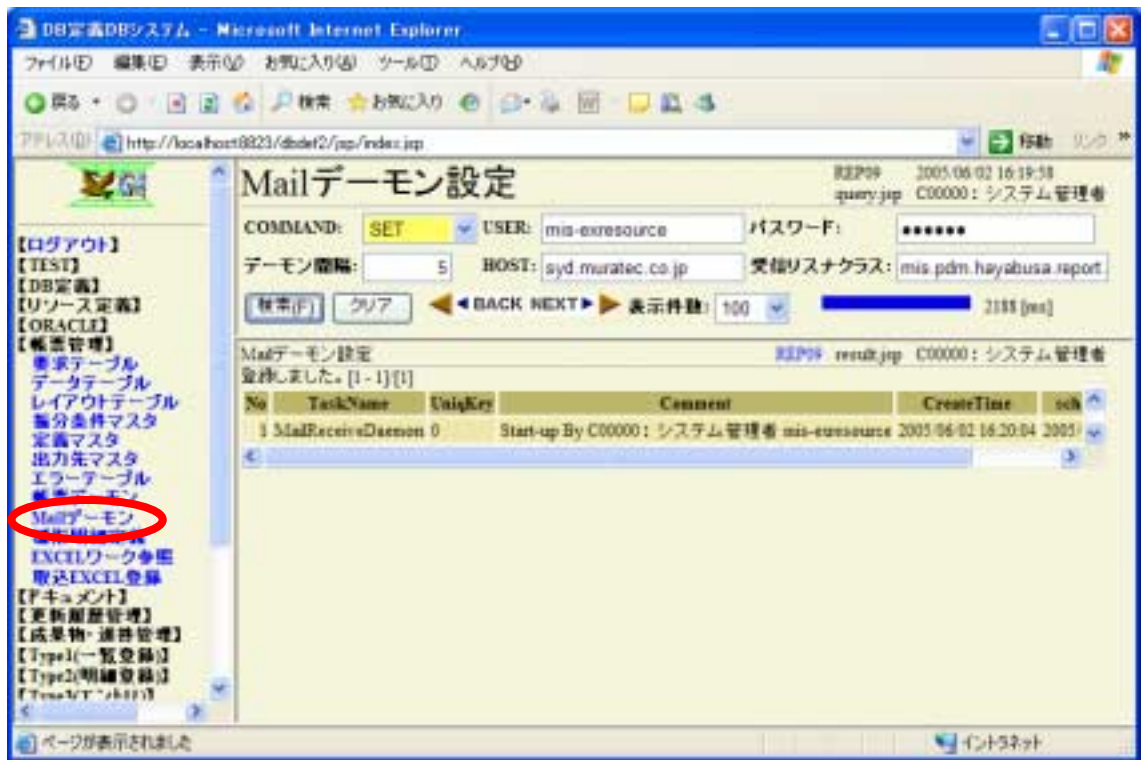 DB定義DBシステム - Microsoft Internet Explorer
ファイル(F) 編集(E) 表示(V) お気に入り(A) ツール(T) ヘルプ(H)
戻る 検索 お気に入り
アドレス(D) http://localhost:8823/dbdef2/jsp/index.jsp 移動 リンク »
G4
【ログアウト】
【TEST】
【DB定義】
【リソース定義】
【ORACLE】
【帳票管理】
要求テーブル
データテーブル
レイアウトテーブル
振分条件マスタ
定義マスタ
出力先マスタ
エラーテーブル
帳票デーモン
Mailデーモン
EXCELワーク参照
取込EXCEL登録
【ドキュメント】
【更新履歴管理】
【成果物・進捗管理】
【Type1(一覧登録)】
【Type2(明細登録)】
Mailデーモン設定 REP09 2005/06/02 16:19:58
query.jsp C00000 : システム管理者
COMMAND: SET USER: mis-exresource パスワード: ●●●●●●
デーモン間隔: 5 HOST: syd.muratec.co.jp 受信リスナクラス: mis.pdm.hayabusa.report.
検索(F) クリア ◀BACK NEXT▶ 表示件数: 100 2188 [ms]
Mailデーモン設定 REP09 result.jsp C00000 : システム管理者
登録しました。[1 - 1] [1]
No TaskName UniqKey Comment CreateTime sch
1 MailReceiveDaemon 0 Start-up By C00000 : システム管理者 mis-exresource 2005/06/02 16:20:04 2005/
ページが表示されました イントラネット